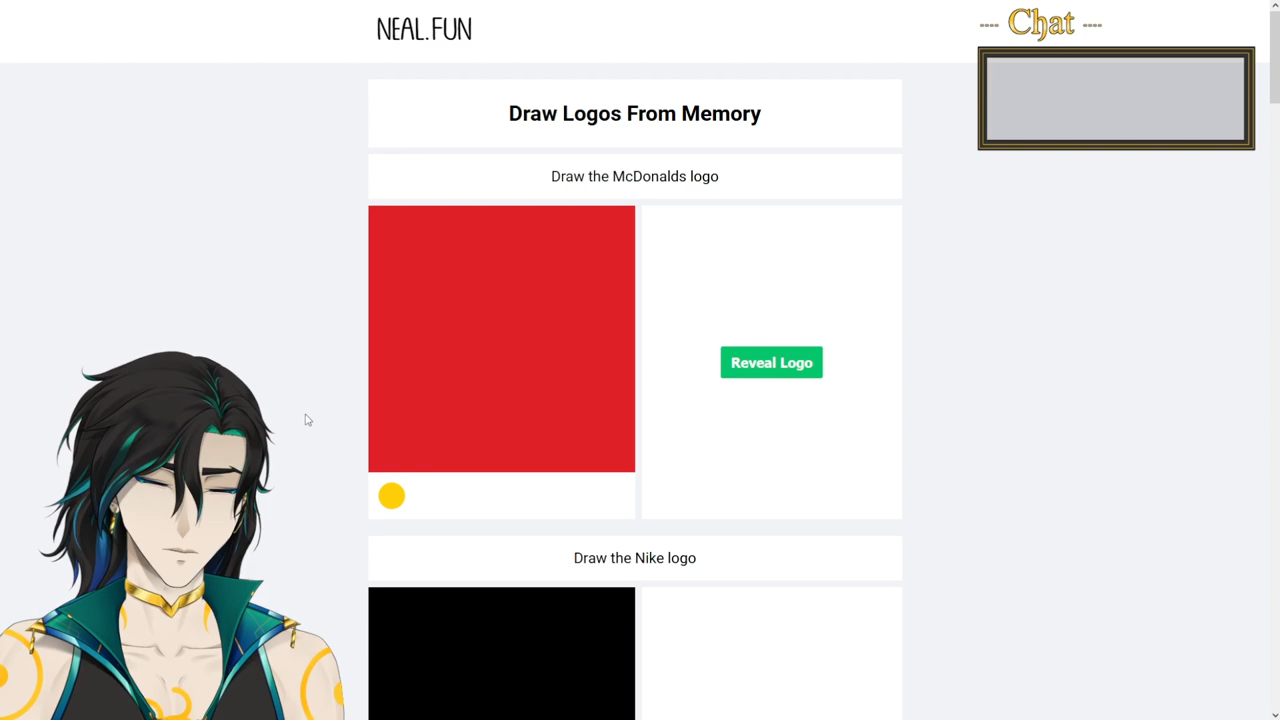 NEAL.FUN
---- Chat ----
Draw Logos From Memory
Draw the McDonalds logo
Reveal Logo
Draw the Nike logo